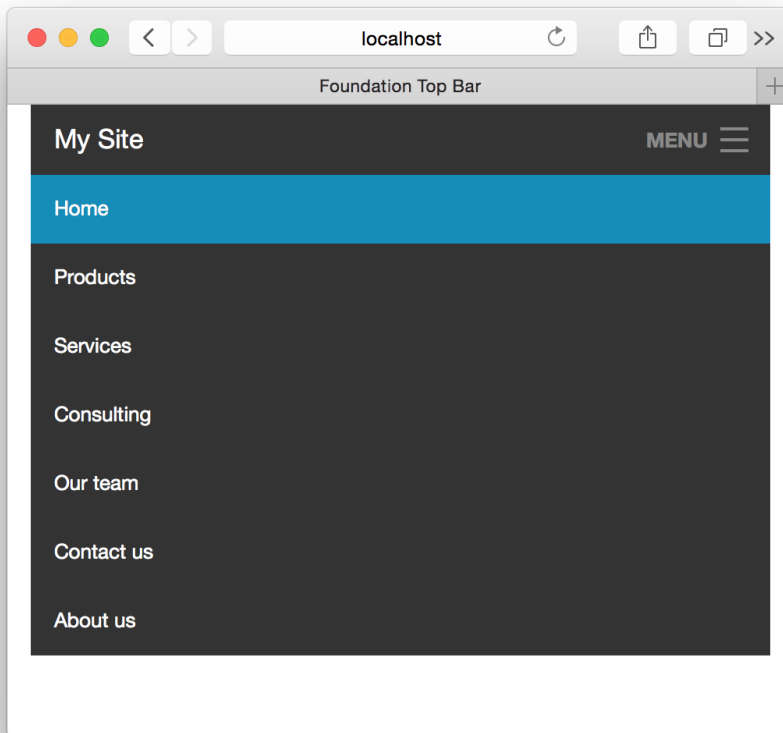 localhost
Foundation Top Bar
My Site
MENU
Home
Products
Services
Consulting
Our team
Contact us
About us